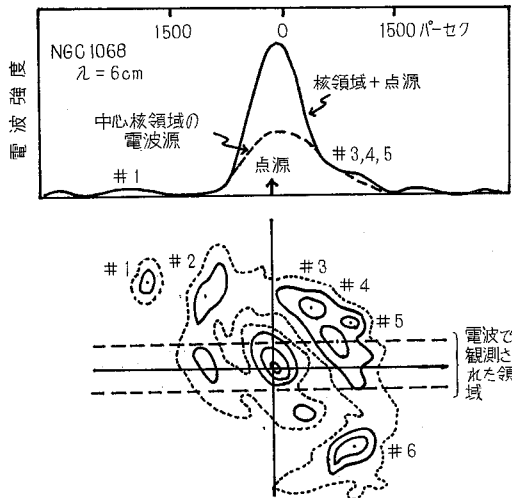 1500 0 1500パーセク
NGC1068
λ = 6cm
電波強度
核領域+点源
中心核領域の
電波源
点源
#1
#3,4,5
#1
#2
#3
#4
#5
#6
電波で
観測さ
れた領
域